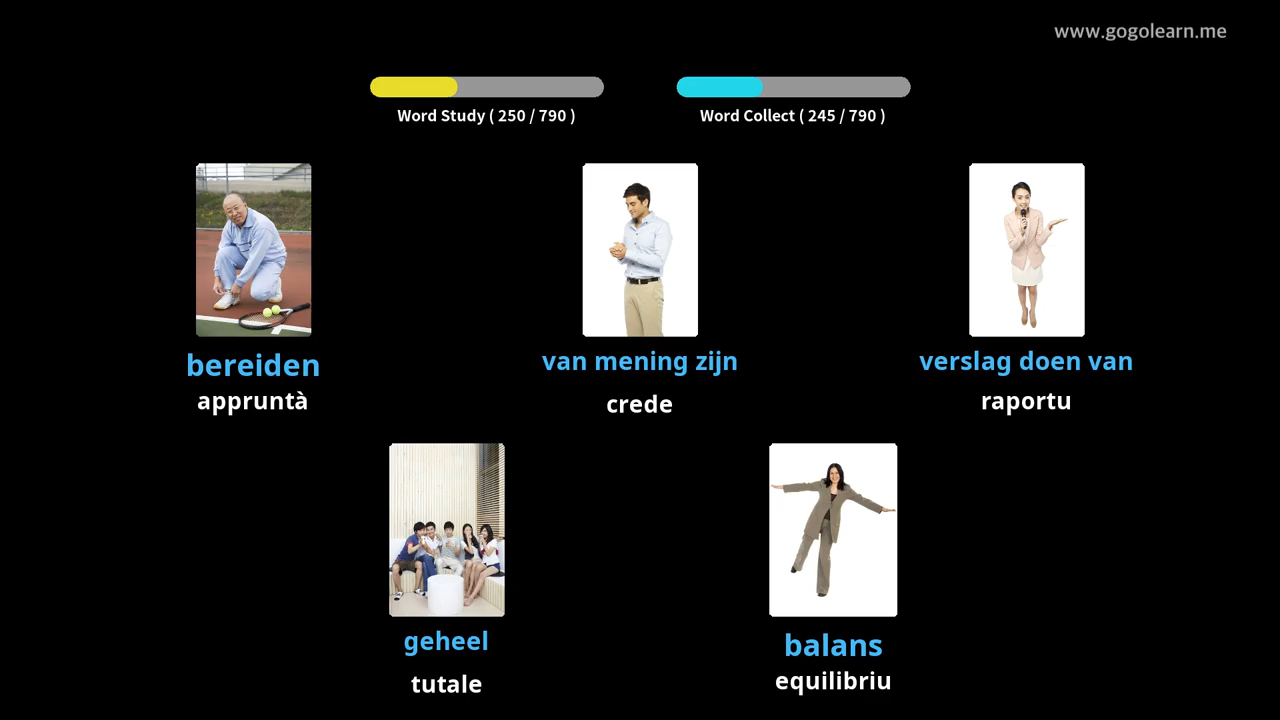 www.gogolearn.me
Word Study ( 250 / 790 )
Word Collect ( 245 / 790 )
bereiden
appruntà
van mening zijn
crede
verslag doen van
raportu
geheel
tutale
balans
equilibriu